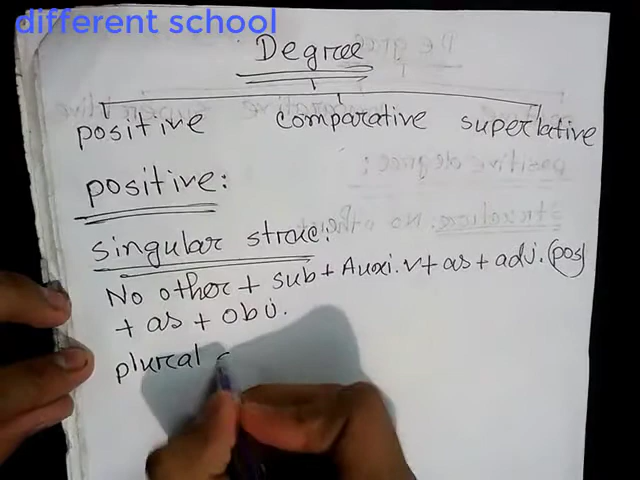 different school
Degree
positive comparative superlative
positive:
singular struc:
No other + sub + Auxi. v + as + adj. (pos)
+ as + obj.
plural